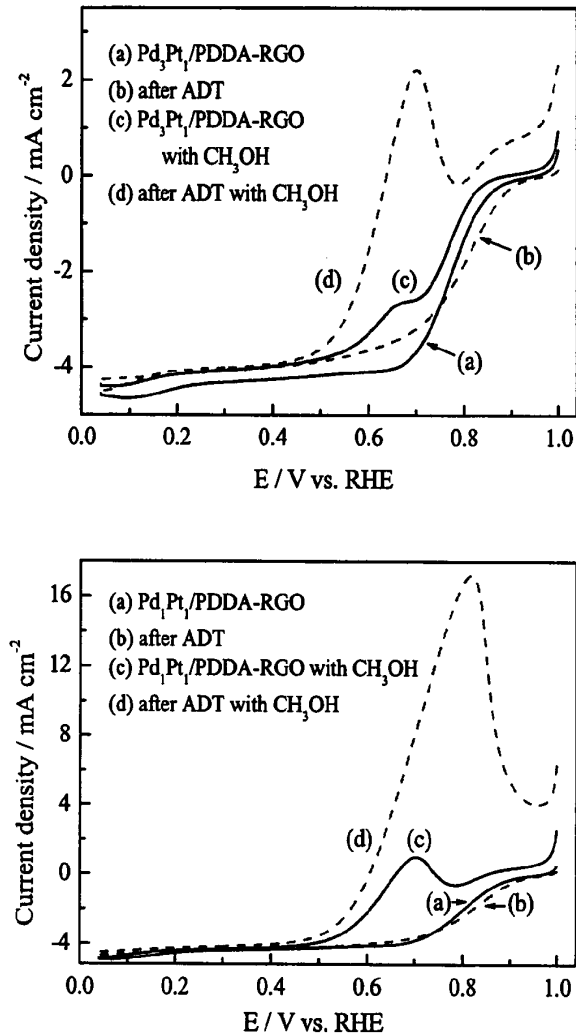 (a) Pd₃Pt₁/PDDA-RGO
(b) after ADT
(c) Pd₃Pt₁/PDDA-RGO
with CH₃OH
(d) after ADT with CH₃OH
2
0
-2
-4
Current density / mA cm⁻²
(d)
(c)
(b)
(a)
0.0 0.2 0.4 0.6 0.8 1.0
E / V vs. RHE
(a) Pd₁Pt₁/PDDA-RGO
(b) after ADT
(c) Pd₁Pt₁/PDDA-RGO with CH₃OH
(d) after ADT with CH₃OH
16
12
8
4
0
-4
Current density / mA cm⁻²
(d)
(c)
(a)
(b)
0.0 0.2 0.4 0.6 0.8 1.0
E / V vs. RHE